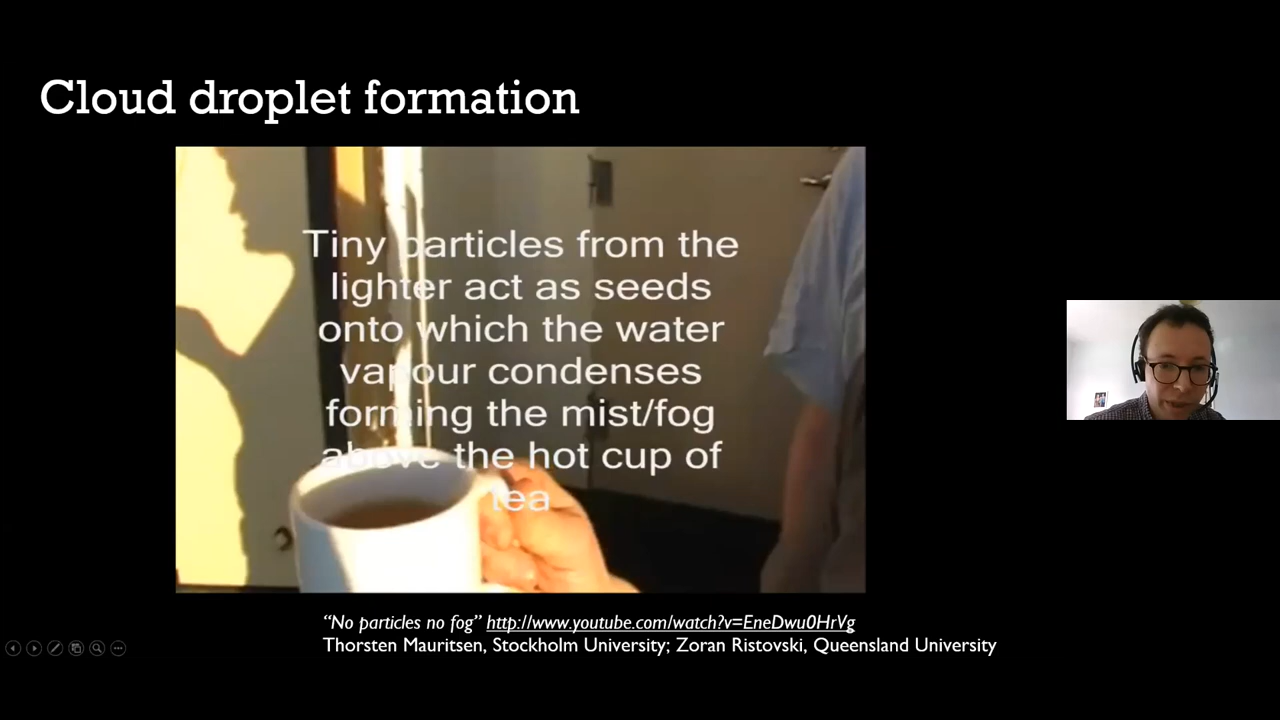 Cloud droplet formation
Tiny particles from the
lighter act as seeds
onto which the water
vapour condenses
forming the mist/fog
above the hot cup of
tea
“No particles no fog” http://www.youtube.com/watch?v=EneDwu0HrVg
Thorsten Mauritsen, Stockholm University; Zoran Ristovski, Queensland University